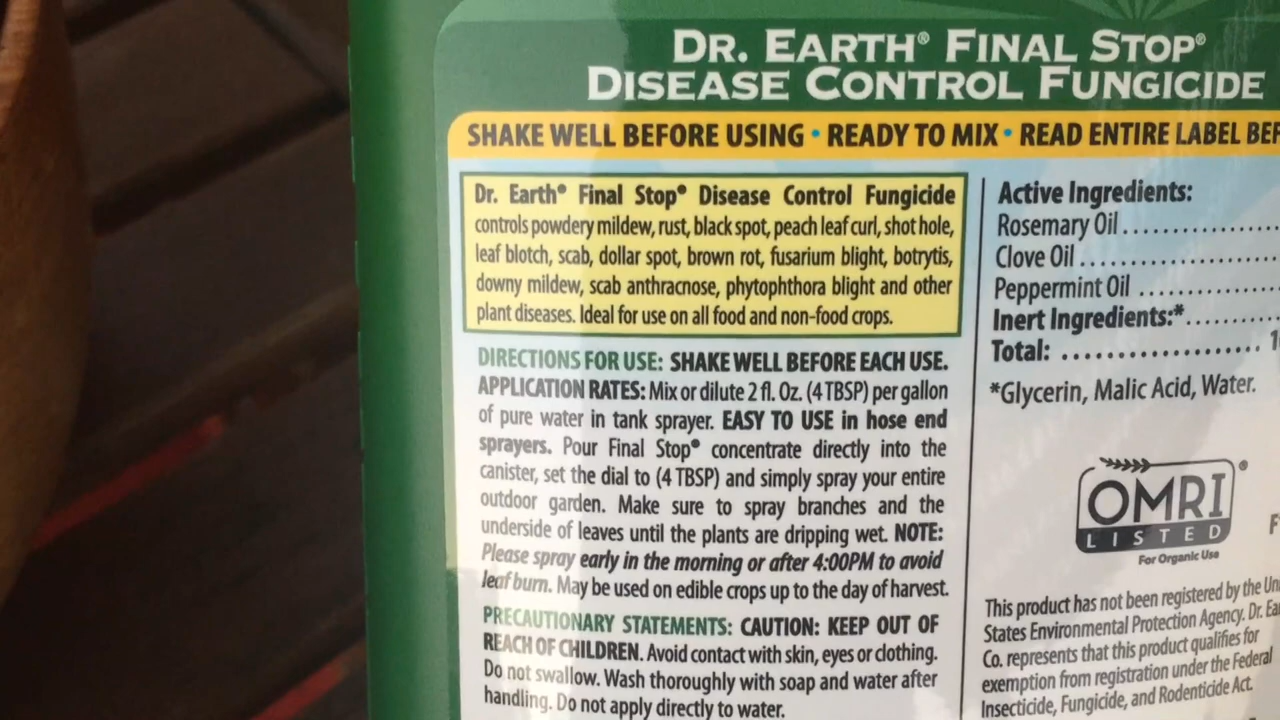 DR. EARTH® FINAL STOP®
DISEASE CONTROL FUNGICIDE
SHAKE WELL BEFORE USING • READY TO MIX • READ ENTIRE LABEL
Dr. Earth® Final Stop® Disease Control Fungicide
controls powdery mildew, rust, black spot, peach leaf curl, shot hole,
leaf blotch, scab, dollar spot, brown rot, fusarium blight, botrytis,
downy mildew, scab anthracnose, phytophthora blight and other
plant diseases. Ideal for use on all food and non-food crops.
DIRECTIONS FOR USE: SHAKE WELL BEFORE EACH USE.
APPLICATION RATES: Mix or dilute 2 fl. Oz. (4 TBSP) per gallon
of pure water in tank sprayer. EASY TO USE in hose end
sprayers. Pour Final Stop® concentrate directly into the
canister, set the dial to (4 TBSP) and simply spray your entire
outdoor garden. Make sure to spray branches and the
underside of leaves until the plants are dripping wet. NOTE:
Please spray early in the morning or after 4:00PM to avoid
leaf burn. May be used on edible crops up to the day of harvest.
PRECAUTIONARY STATEMENTS: CAUTION: KEEP OUT OF
REACH OF CHILDREN. Avoid contact with skin, eyes or clothing.
Do not swallow. Wash thoroughly with soap and water after
handling. Do not apply directly to water.
Active Ingredients:
Rosemary Oil ................
Clove Oil ....................
Peppermint Oil ..............
Inert Ingredients:*..........
Total: ....................
*Glycerin, Malic Acid, Water.
OMRI®
LISTED
For Organic Use
This product has not been registered by the
States Environmental Protection Agency. Dr.
Co. represents that this product qualifies for
exemption from registration under the Federal
Insecticide, Fungicide, and Rodenticide Act.